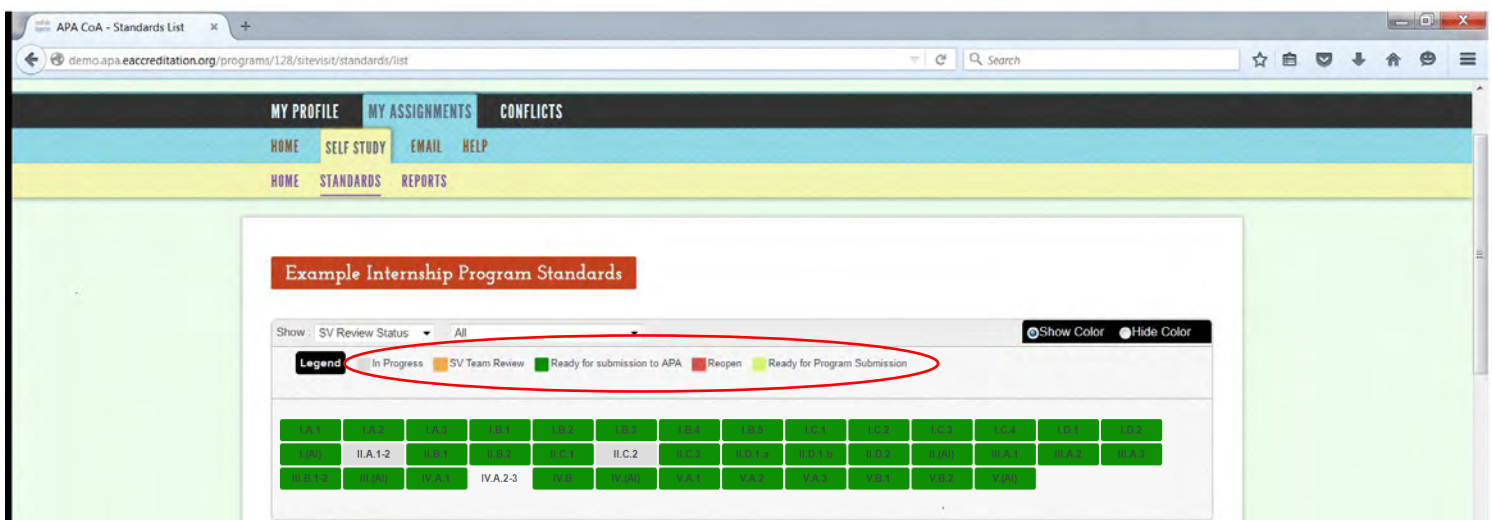 APA CoA - Standards List × +
demo.apa.eaccreditation.org/programs/128/sitevisit/standards/list Search
MY PROFILE MY ASSIGNMENTS CONFLICTS
HOME SELF STUDY EMAIL HELP
HOME STANDARDS REPORTS
Example Internship Program Standards
Show : SV Review Status All Show Color Hide Color
Legend In Progress SV Team Review Ready for submission to APA Reopen Ready for Program Submission
I.A.1 I.A.2 I.A.3 I.B.1 I.B.2 I.B.3 I.B.4 I.B.5 I.C.1 I.C.2 I.C.3 I.C.4 I.D.1 I.D.2
I.(AI) II.A.1-2 II.B.1 II.B.2 II.C.1 II.C.2 II.C.3 II.D.1.a II.D.1.b II.D.2 II.(AI) III.A.1 III.A.2 III.A.3
III.B.1-2 III.(AI) IV.A.1 IV.A.2-3 IV.B IV.(AI) V.A.1 V.A.2 V.A.3 V.B.1 V.B.2 V.(AI)